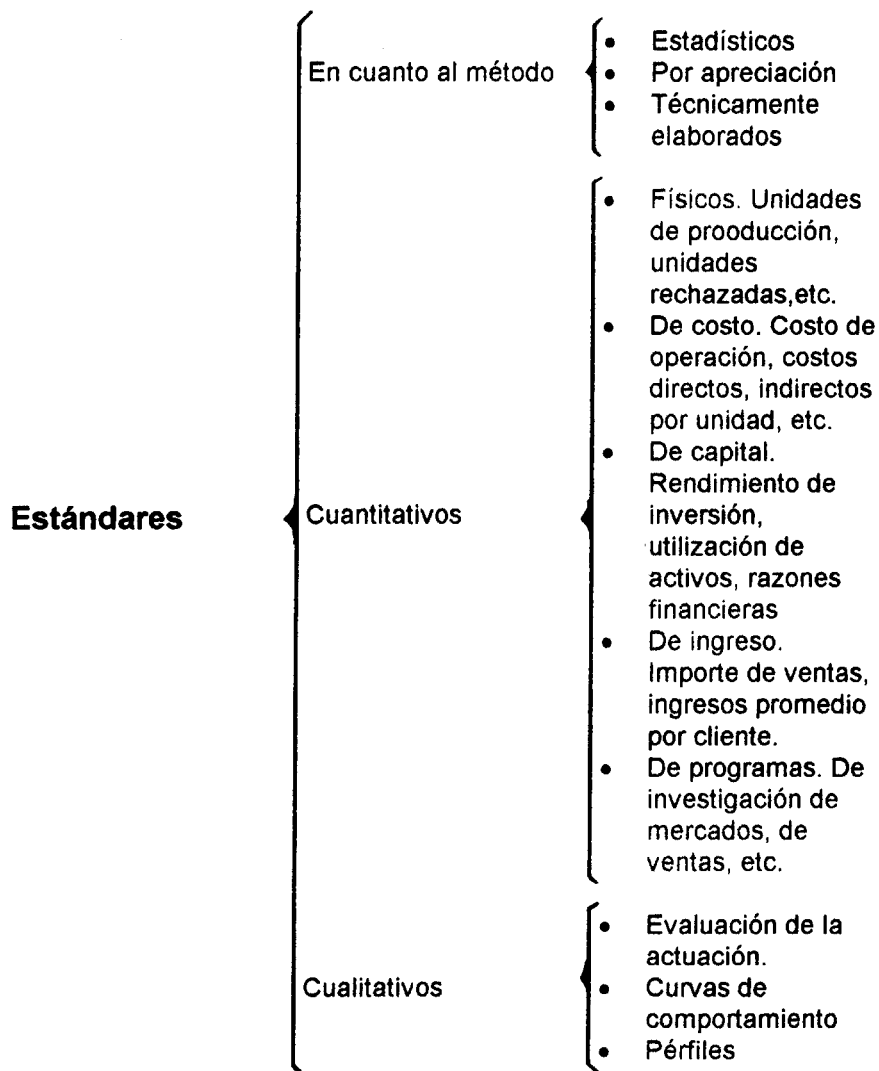 En cuanto al método
• Estadísticos
• Por apreciación
• Técnicamente
elaborados
Estándares
Cuantitativos
• Físicos. Unidades
de prooducción,
unidades
rechazadas,etc.
• De costo. Costo de
operación, costos
directos, indirectos
por unidad, etc.
• De capital.
Rendimiento de
inversión,
utilización de
activos, razones
financieras
• De ingreso.
Importe de ventas,
ingresos promedio
por cliente.
• De programas. De
investigación de
mercados, de
ventas, etc.
Cualitativos
• Evaluación de la
actuación.
• Curvas de
comportamiento
• Pérfiles